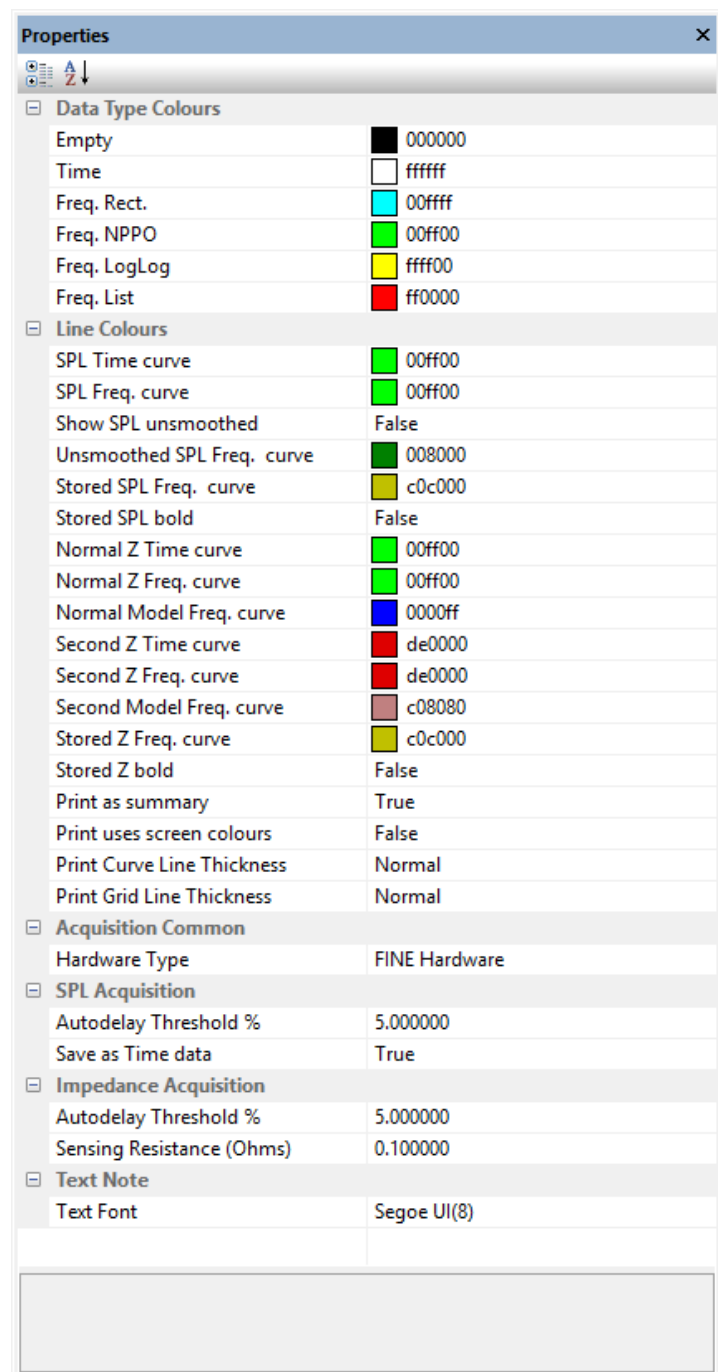 Properties
Data Type Colours
Empty 000000
Time ffffff
Freq. Rect. 00ffff
Freq. NPPO 00ff00
Freq. LogLog ffff00
Freq. List ff0000
Line Colours
SPL Time curve 00ff00
SPL Freq. curve 00ff00
Show SPL unsmoothed False
Unsmoothed SPL Freq.  curve 008000
Stored SPL Freq.  curve c0c000
Stored SPL bold False
Normal Z Time curve 00ff00
Normal Z Freq. curve 00ff00
Normal Model Freq. curve 0000ff
Second Z Time curve de0000
Second Z Freq. curve de0000
Second Model Freq. curve c08080
Stored Z Freq. curve c0c000
Stored Z bold False
Print as summary True
Print uses screen colours False
Print Curve Line Thickness Normal
Print Grid Line Thickness Normal
Acquisition Common
Hardware Type FINE Hardware
SPL Acquisition
Autodelay Threshold % 5.000000
Save as Time data True
Impedance Acquisition
Autodelay Threshold % 5.000000
Sensing Resistance (Ohms) 0.100000
Text Note
Text Font Segoe UI(8)